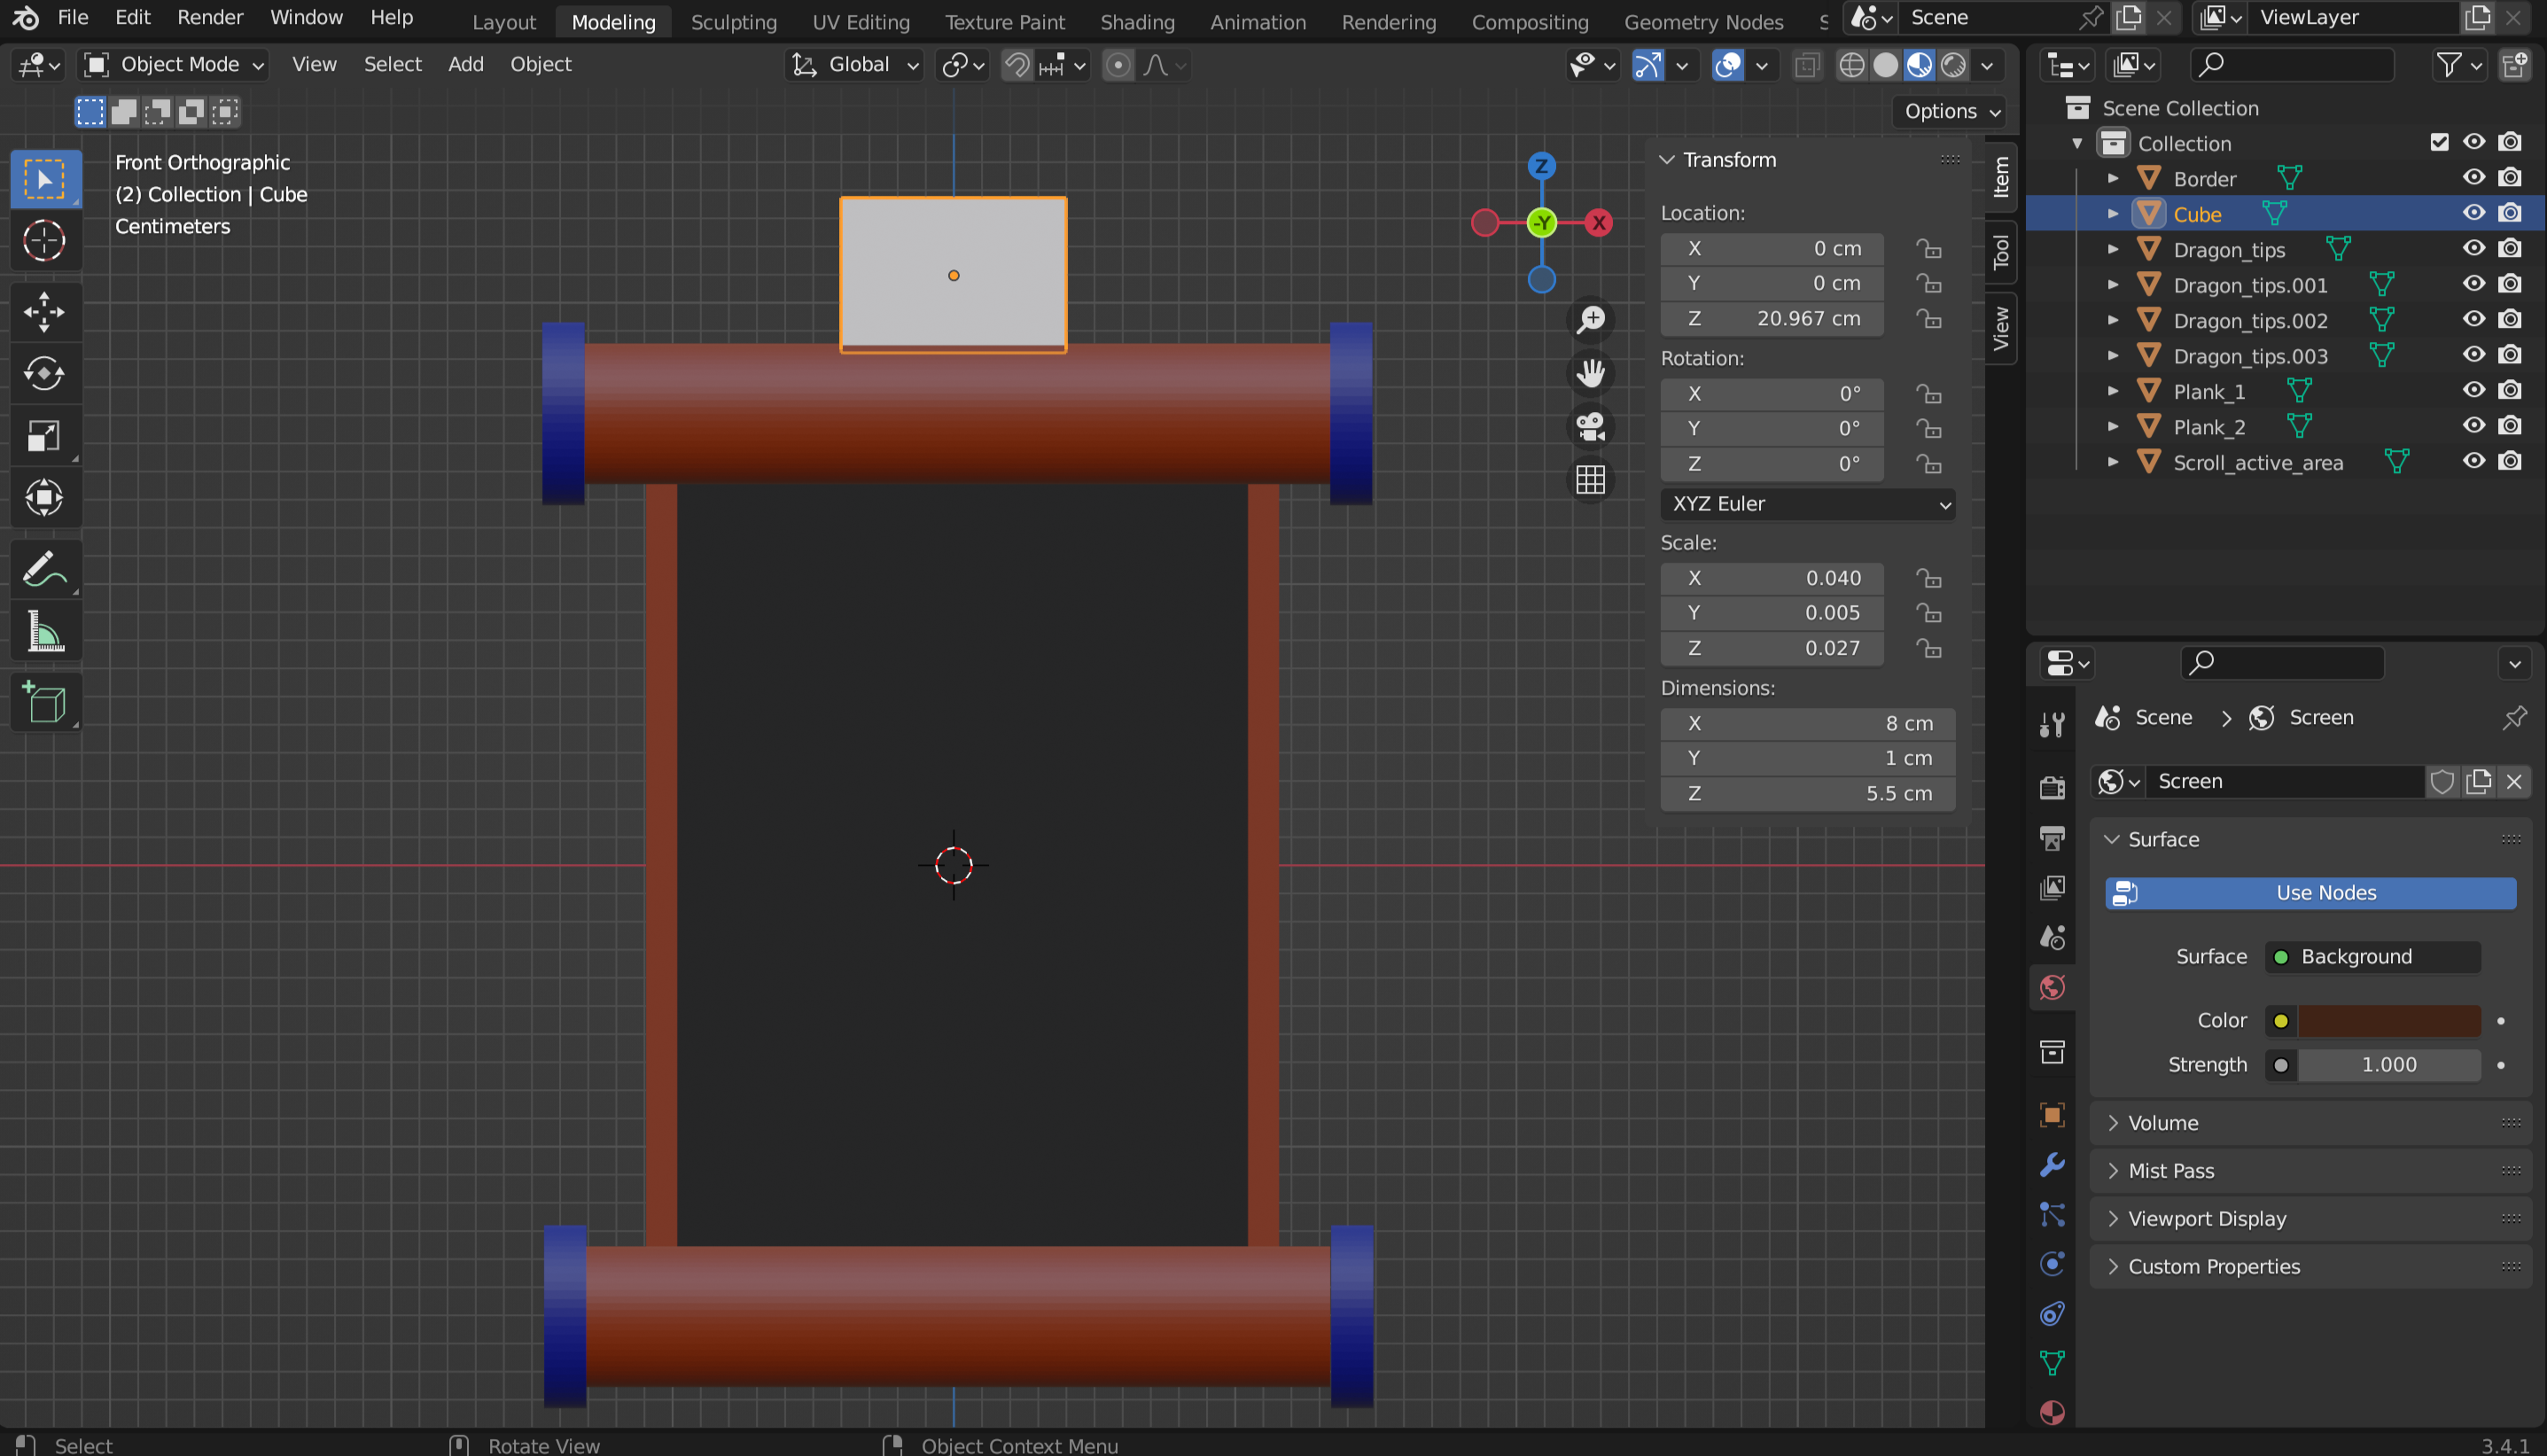 File Edit Render Window Help Layout Modeling Sculpting UV Editing Texture Paint Shading Animation Rendering Compositing Geometry Nodes S Scene ViewLayer
Object Mode View Select Add Object Global
Options
Front Orthographic
(2) Collection | Cube
Centimeters
Z
-Y
X
Item
Tool
View
Transform
Location:
X 0 cm
Y 0 cm
Z 20.967 cm
Rotation:
X 0°
Y 0°
Z 0°
XYZ Euler
Scale:
X 0.040
Y 0.005
Z 0.027
Dimensions:
X 8 cm
Y 1 cm
Z 5.5 cm
Scene Collection
Collection
Border
Cube
Dragon_tips
Dragon_tips.001
Dragon_tips.002
Dragon_tips.003
Plank_1
Plank_2
Scroll_active_area
Scene > Screen
Screen
Surface
Use Nodes
Surface Background
Color
Strength 1.000
Volume
Mist Pass
Viewport Display
Custom Properties
Select Rotate View Object Context Menu 3.4.1